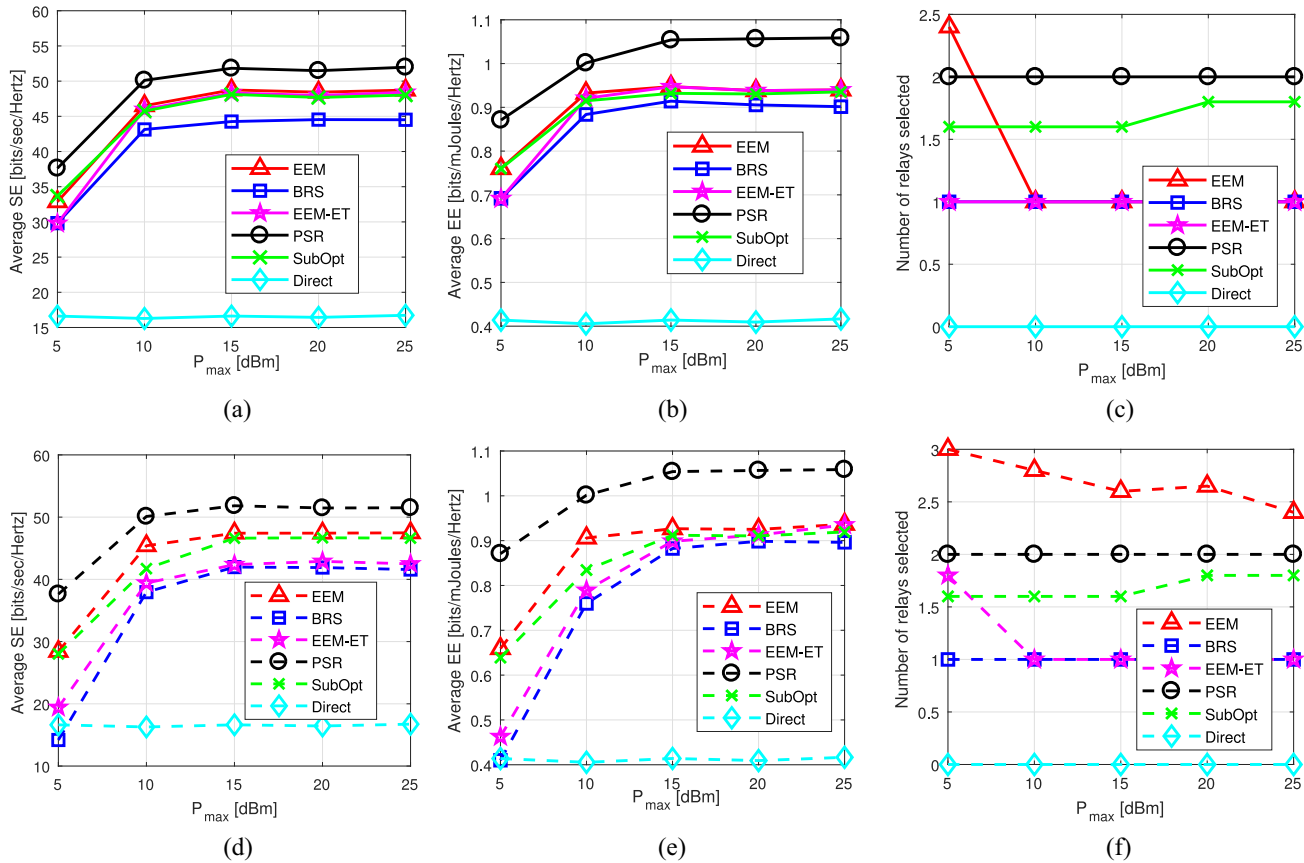 60
55
50
45
40
35
30
25
20
15
5 10 15 20 25
Average SE [bits/sec/Hertz]
P_max [dBm]
EEM
BRS
EEM-ET
PSR
SubOpt
Direct
(a)
1.1
1
0.9
0.8
0.7
0.6
0.5
0.4
5 10 15 20 25
Average EE [bits/mJoules/Hertz]
P_max [dBm]
EEM
BRS
EEM-ET
PSR
SubOpt
Direct
(b)
2.5
2
1.5
1
0.5
0
5 10 15 20 25
Number of relays selected
P_max [dBm]
EEM
BRS
EEM-ET
PSR
SubOpt
Direct
(c)
60
50
40
30
20
10
5 10 15 20 25
Average SE [bits/sec/Hertz]
P_max [dBm]
EEM
BRS
EEM-ET
PSR
SubOpt
Direct
(d)
1.1
1
0.9
0.8
0.7
0.6
0.5
0.4
5 10 15 20 25
Average EE [bits/mJoules/Hertz]
P_max [dBm]
EEM
BRS
EEM-ET
PSR
SubOpt
Direct
(e)
3
2.5
2
1.5
1
0.5
0
5 10 15 20 25
Number of relays selected
P_max [dBm]
EEM
BRS
EEM-ET
PSR
SubOpt
Direct
(f)